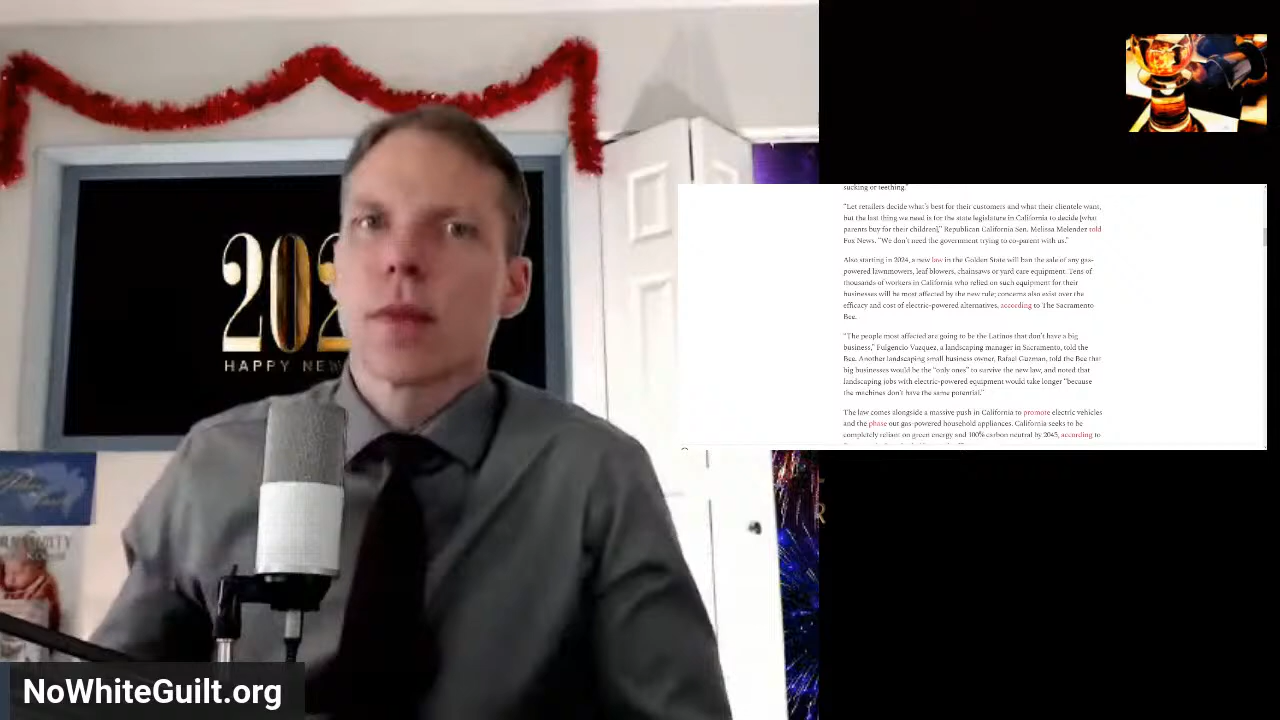 202
HAPPY NEW
NoWhiteGuilt.org
sucking or teething."
"Let retailers decide what's best for their customers and what their clientele want,
but the last thing we need is for the state legislature in California to decide [what
parents buy for their children]," Republican California Sen. Melissa Melendez told
Fox News. "We don't need the government trying to co-parent with us."
Also starting in 2024, a new law in the Golden State will ban the sale of any gas-
powered lawnmowers, leaf blowers, chainsaws or yard care equipment. Tens of
thousands of workers in California who relied on such equipment for their
businesses will be most affected by the new rule; concerns also exist over the
efficacy and cost of electric-powered alternatives, according to The Sacramento
Bee.
"The people most affected are going to be the Latinos that don't have a big
business," Fulgencio Vazquez, a landscaping manager in Sacramento, told the
Bee. Another landscaping small business owner, Rafael Guzman, told the Bee that
big businesses would be the "only ones" to survive the new law, and noted that
landscaping jobs with electric-powered equipment would take longer "because
the machines don't have the same potential."
The law comes alongside a massive push in California to promote electric vehicles
and the phase out gas-powered household appliances. California seeks to be
completely reliant on green energy and 100% carbon neutral by 2045, according to